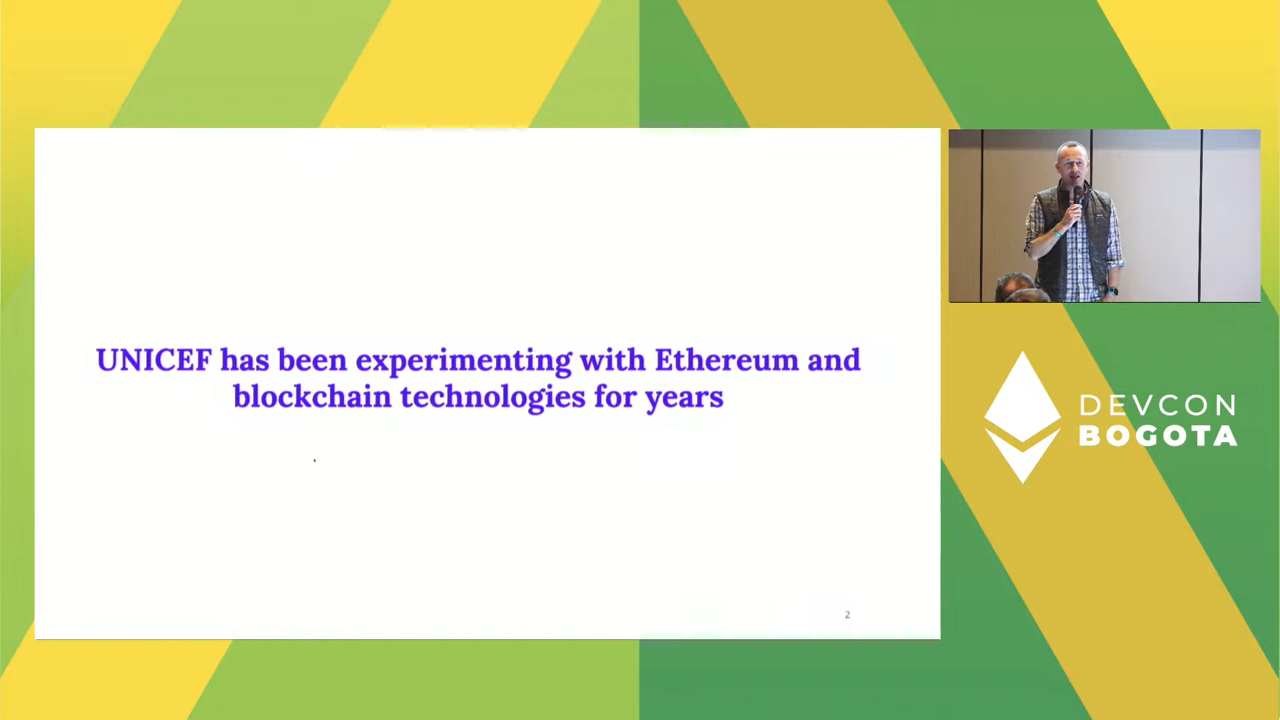 UNICEF has been experimenting with Ethereum and
blockchain technologies for years
2
DEVCON
BOGOTA